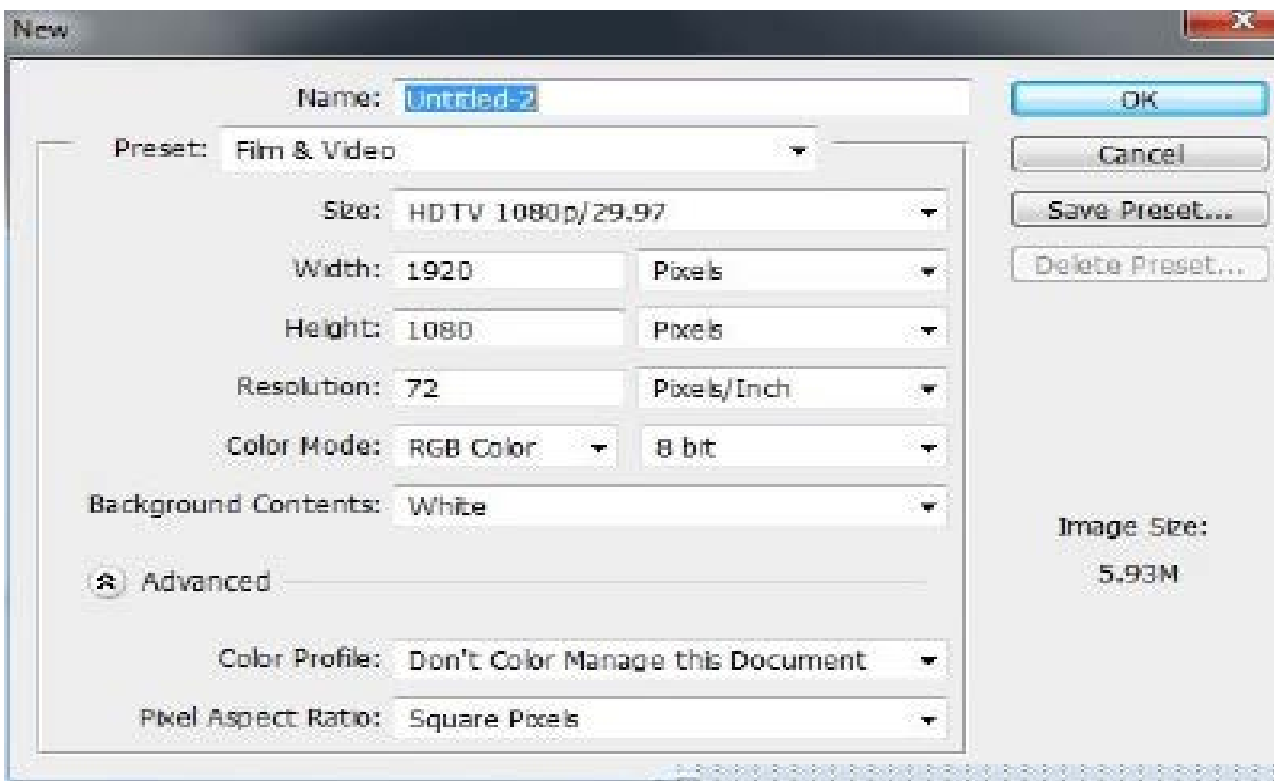 New
Name: Untitled-2
OK
Preset: Film & Video
Cancel
Size: HDTV 1080p/29.97
Save Preset...
Width: 1920 Pixels
Delete Preset...
Height: 1080 Pixels
Resolution: 72 Pixels/Inch
Color Mode: RGB Color 8 bit
Background Contents: White
Image Size:
5.93M
Advanced
Color Profile: Don't Color Manage this Document
Pixel Aspect Ratio: Square Pixels